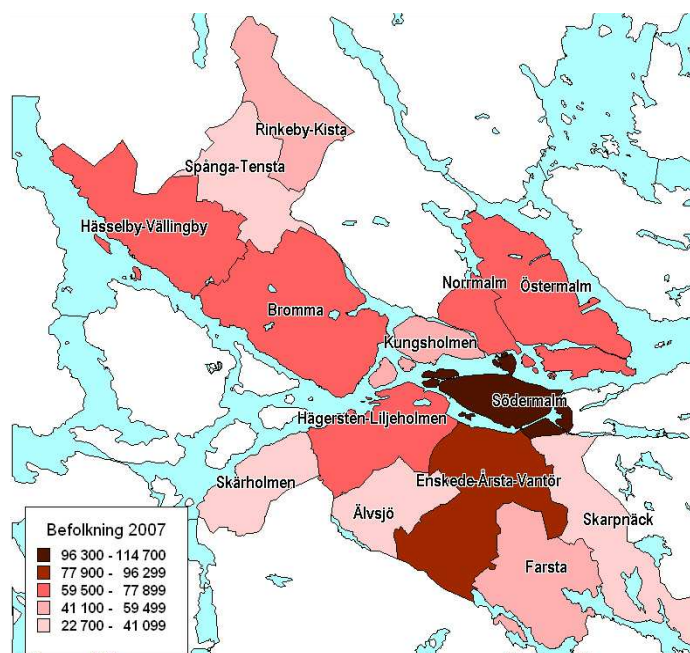 Rinkeby-Kista
Spånga-Tensta
Hässelby-Vällingby
Bromma
Norrmalm
Östermalm
Kungsholmen
Södermalm
Hägersten-Liljeholmen
Skärholmen
Enskede-Årsta-Vantör
Älvsjö
Skarpnäck
Farsta
Befolkning 2007
96 300 - 114 700
77 900 - 96 299
59 500 - 77 899
41 100 - 59 499
22 700 - 41 099